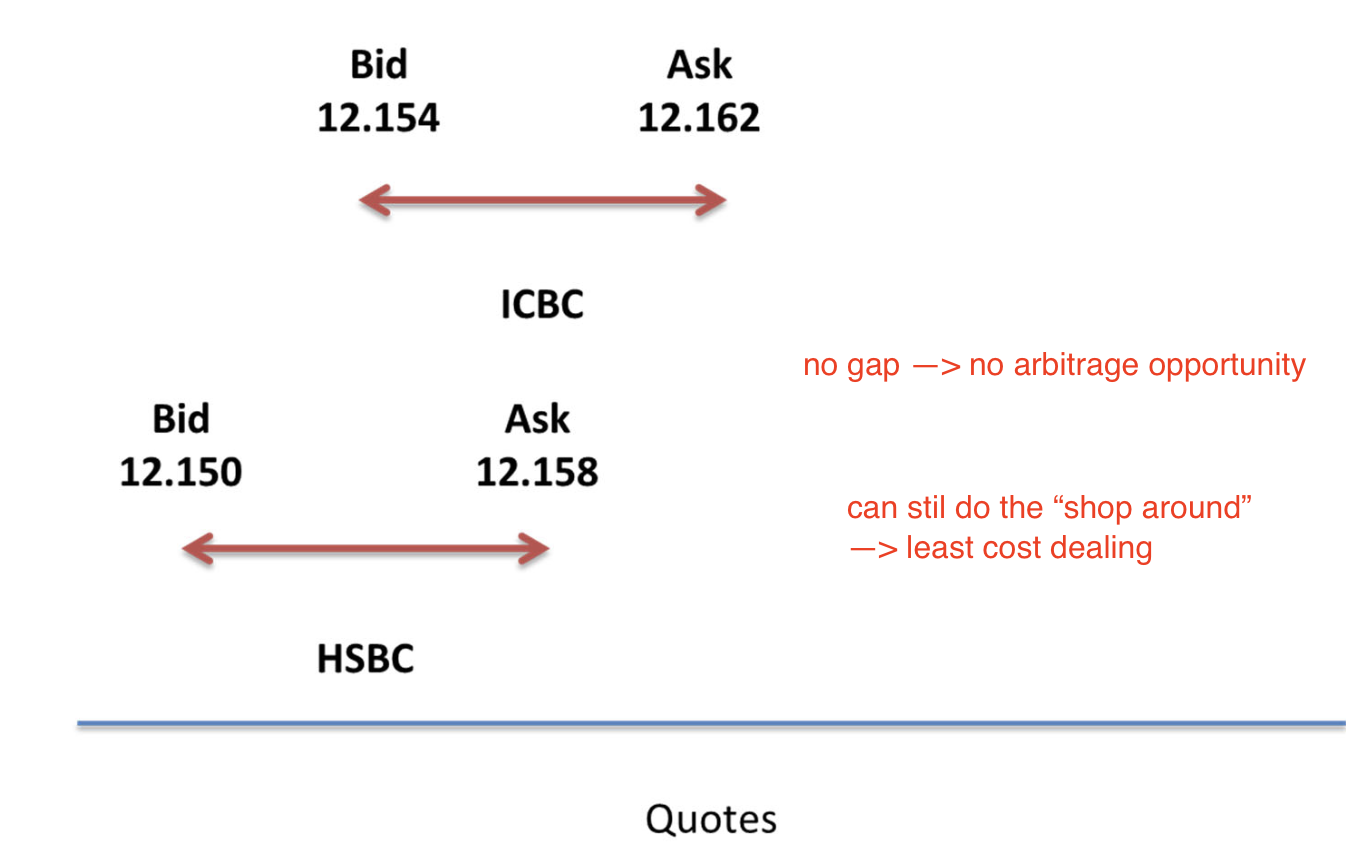 Bid Ask
12.154 12.162
ICBC
no gap —> no arbitrage opportunity
Bid Ask
12.150 12.158
can stil do the “shop around”
—> least cost dealing
HSBC
Quotes